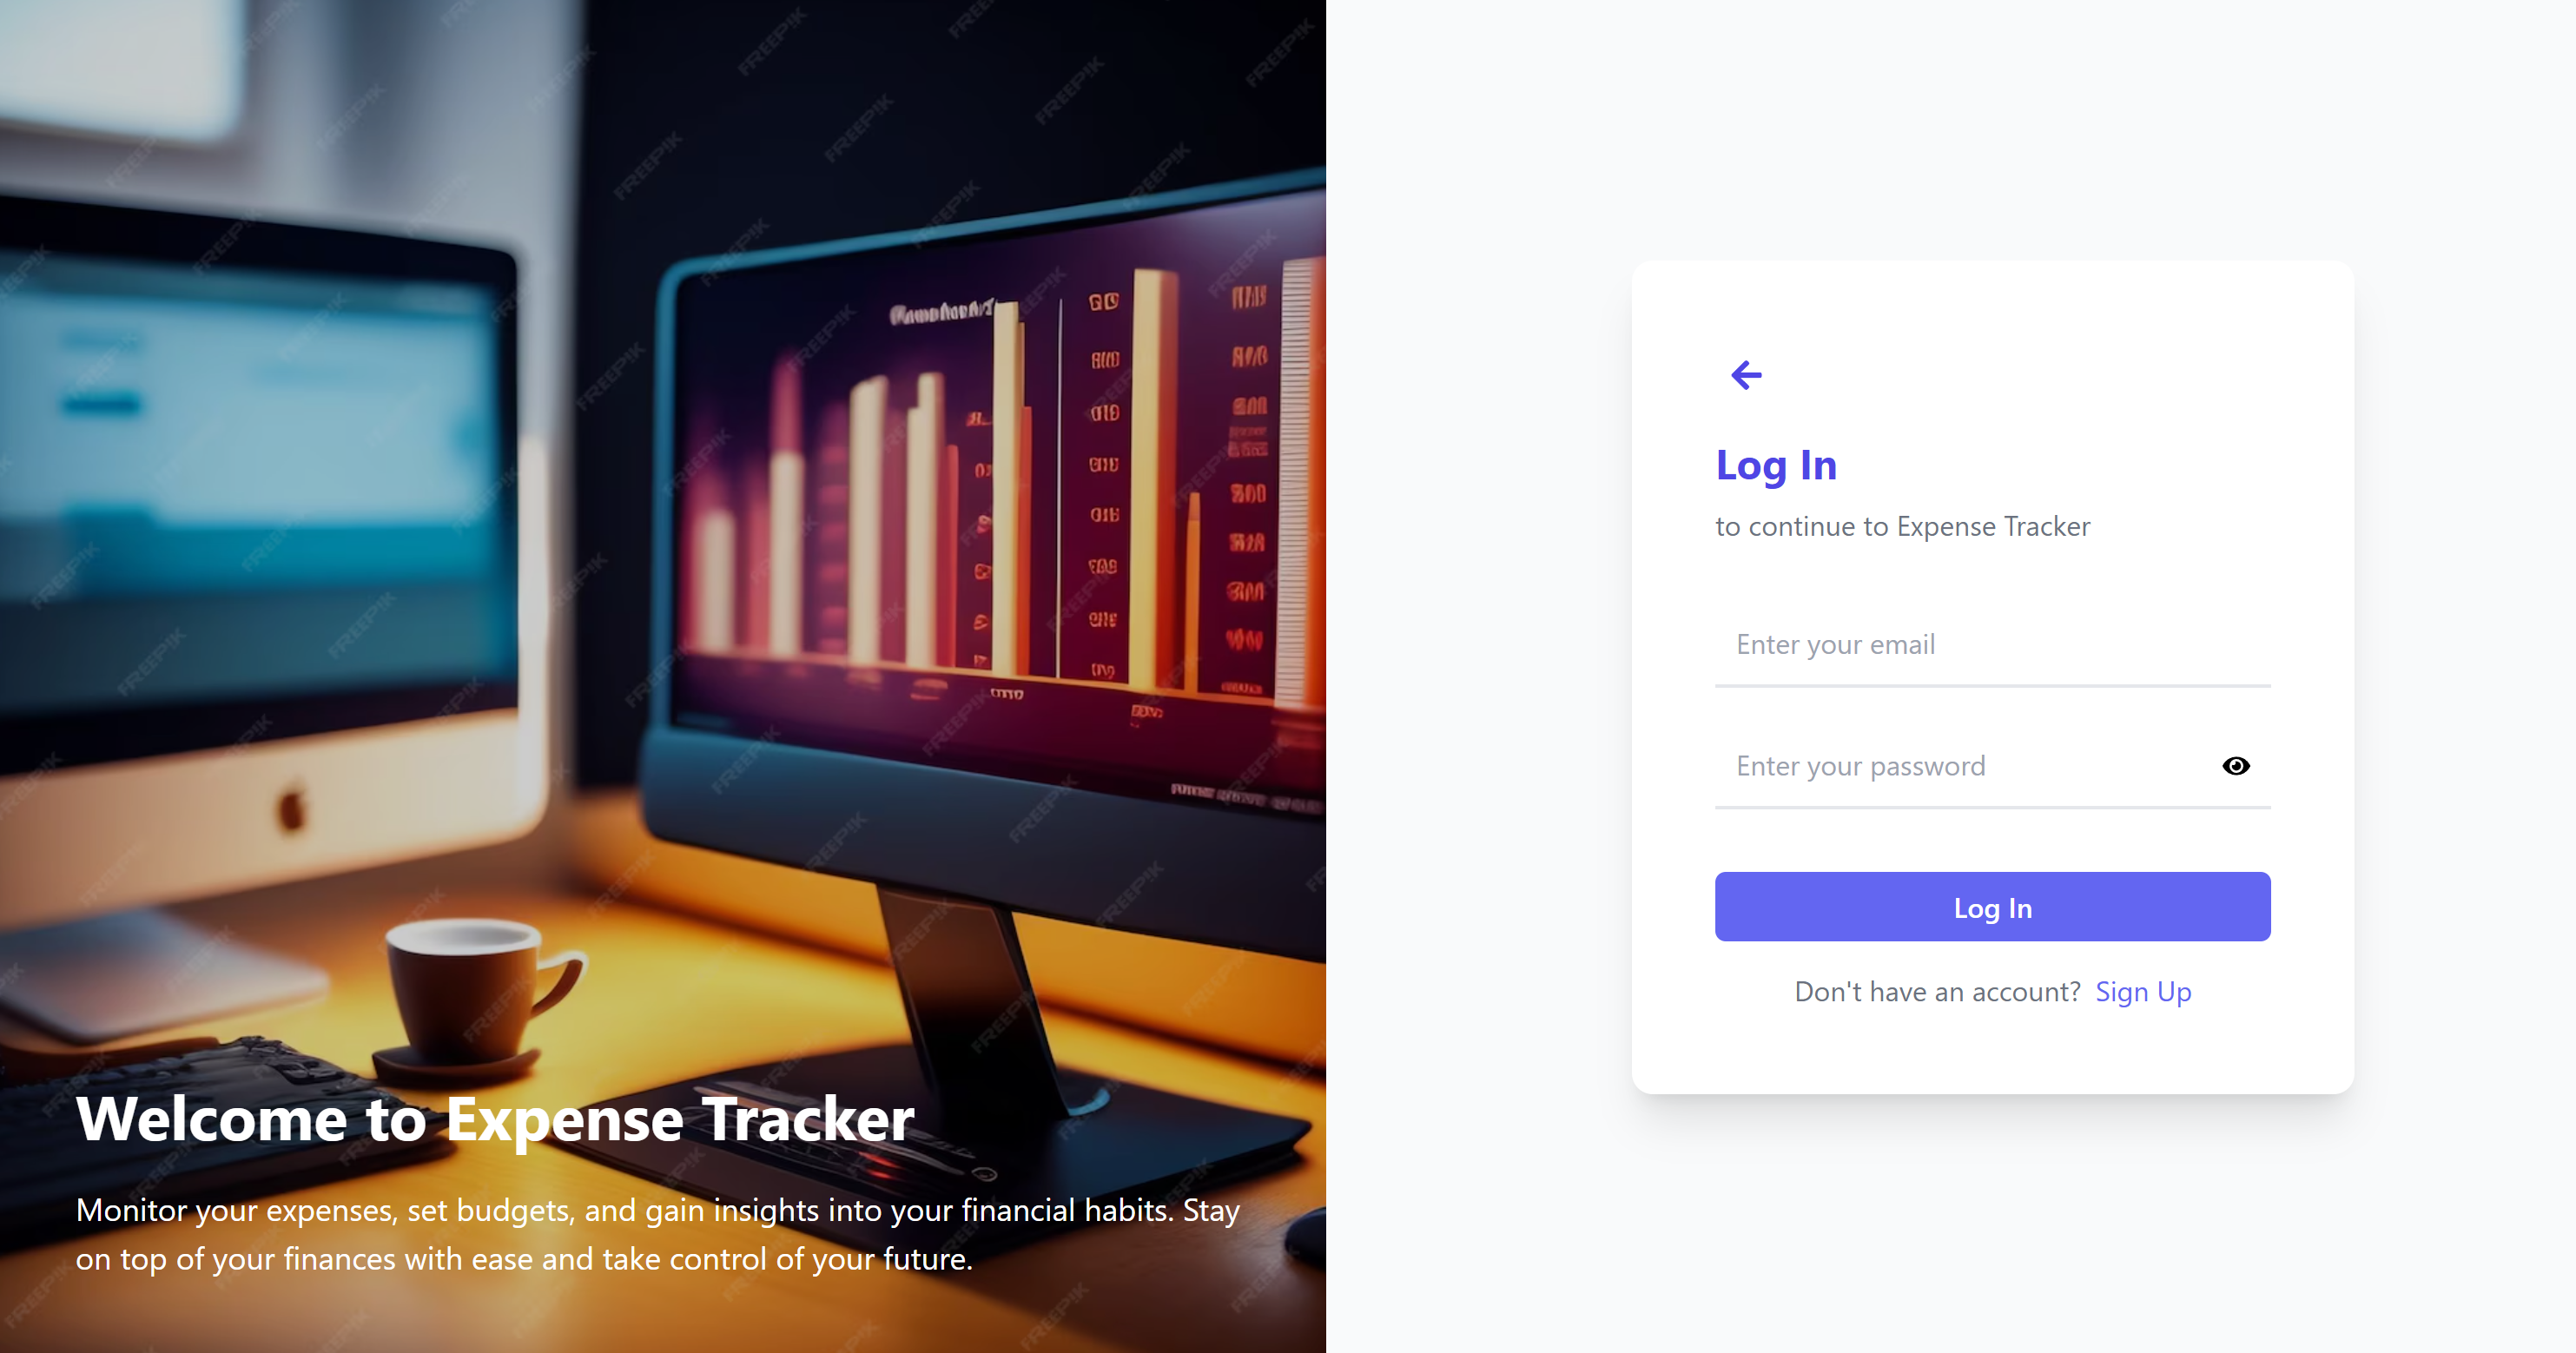 Welcome to Expense Tracker
Monitor your expenses, set budgets, and gain insights into your financial habits. Stay
on top of your finances with ease and take control of your future.
Log In
to continue to Expense Tracker
Enter your email
Enter your password
Log In
Don't have an account? Sign Up
FREEPIK